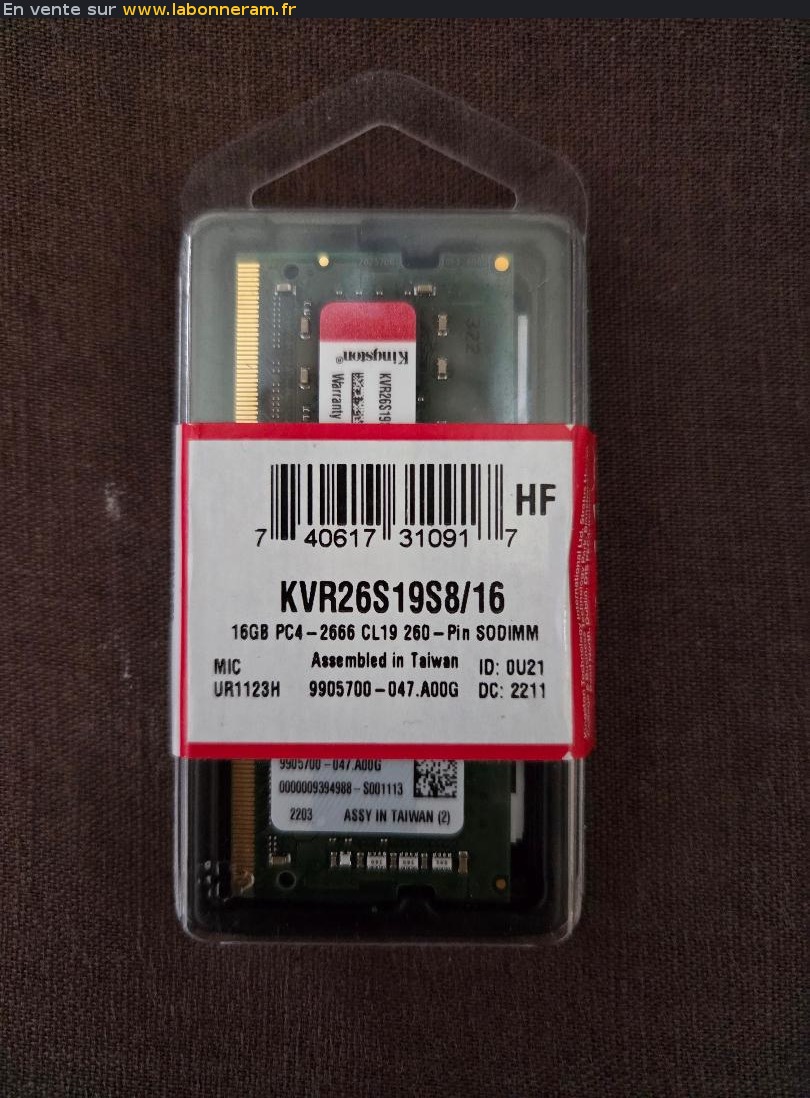 En vente sur www.labonneram.fr
Kingston®
KVR26S19
Warranty
HF
7 40617 31091 7
KVR26S19S8/16
16GB PC4-2666 CL19 260-Pin SODIMM
Assembled in Taiwan
MIC
ID: 0U21
UR1123H 9905700-047.A00G DC: 2211
9905700-047.A00G
0000009394988-S001113
2203 ASSY IN TAIWAN (2)